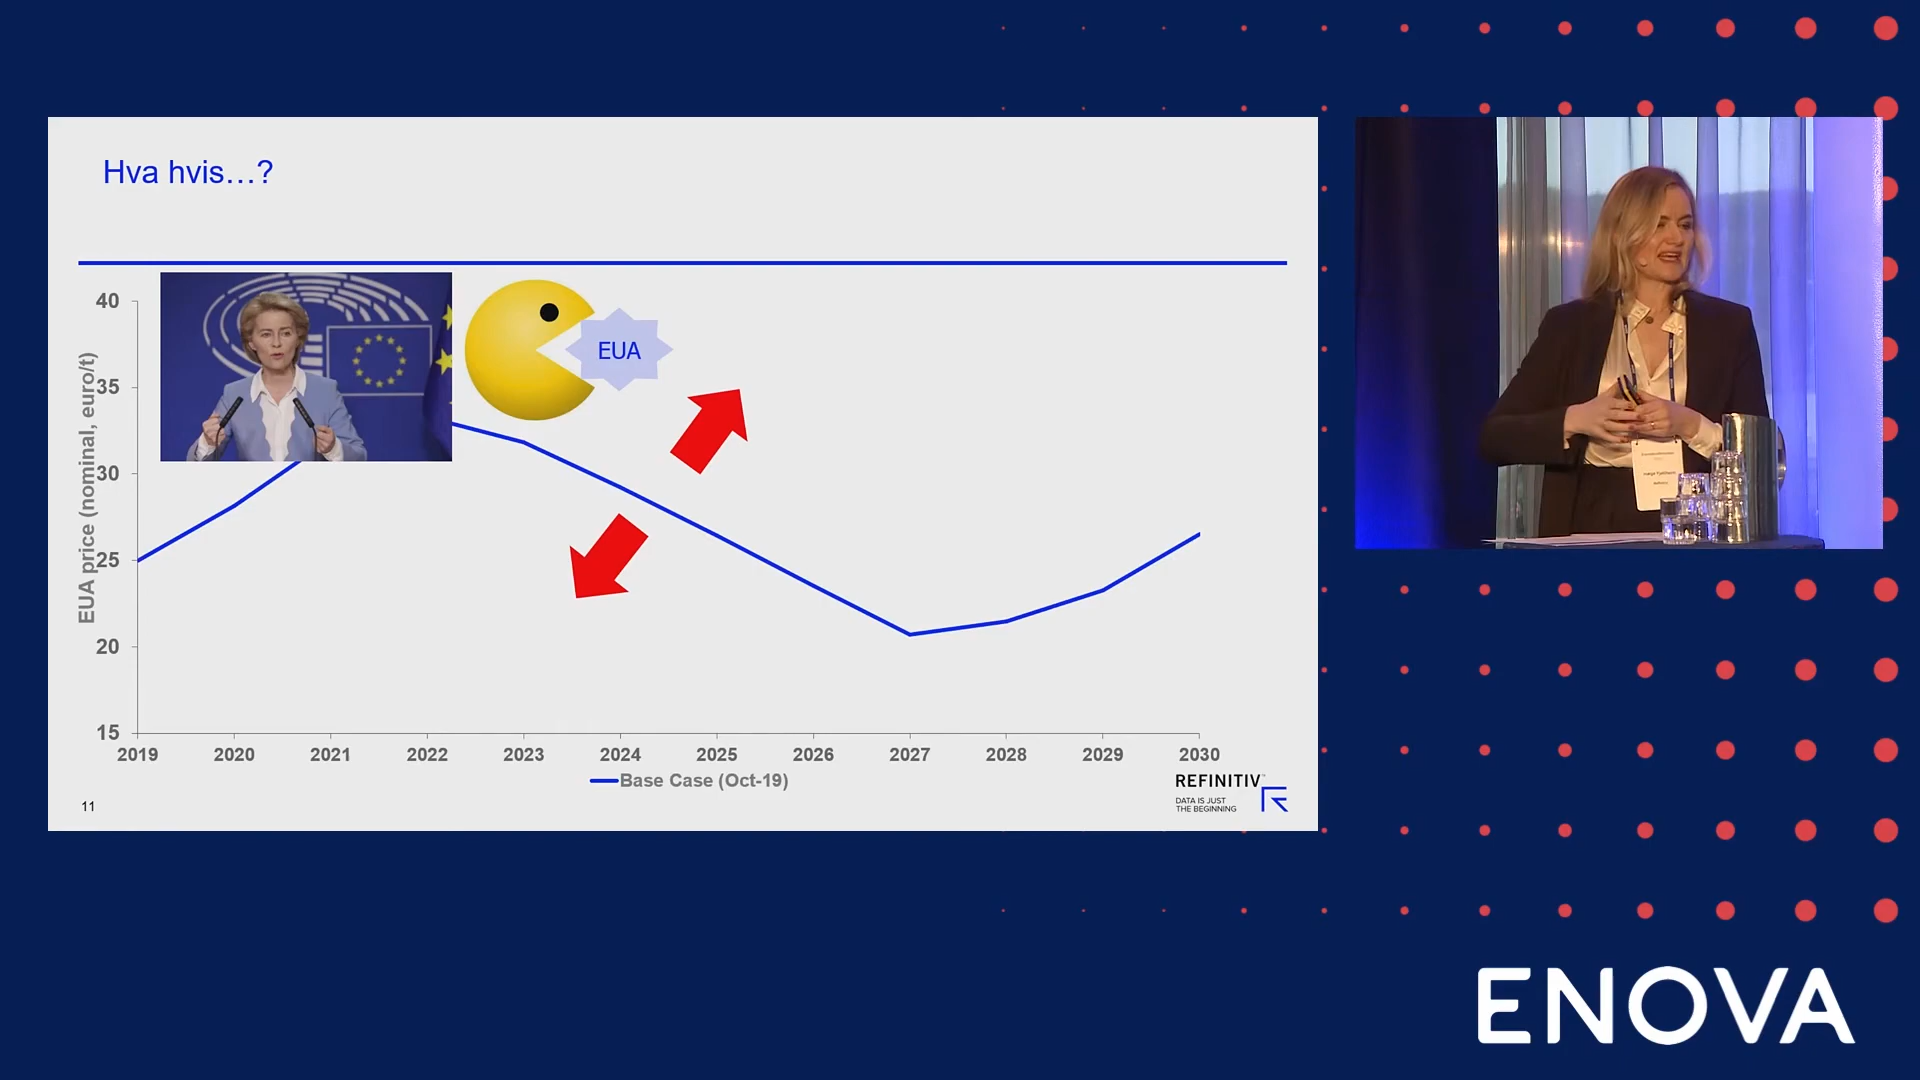 Hva hvis…?
EUA
EUA price (nominal, euro/t)
40
35
30
25
20
15
2019 2020 2021 2022 2023 2024 2025 2026 2027 2028 2029 2030
Base Case (Oct-19)
11
REFINITIV
DATA IS JUST
THE BEGINNING
ENOVA